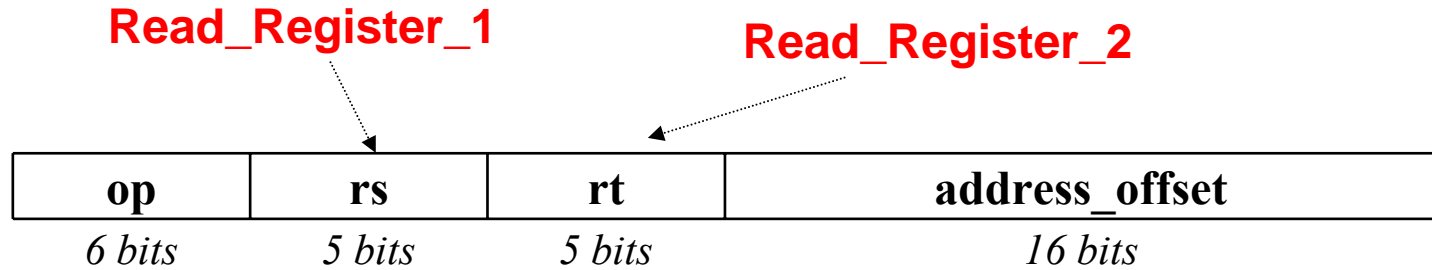 Read_Register_1
Read_Register_2
op rs rt address_offset
6 bits 5 bits 5 bits 16 bits